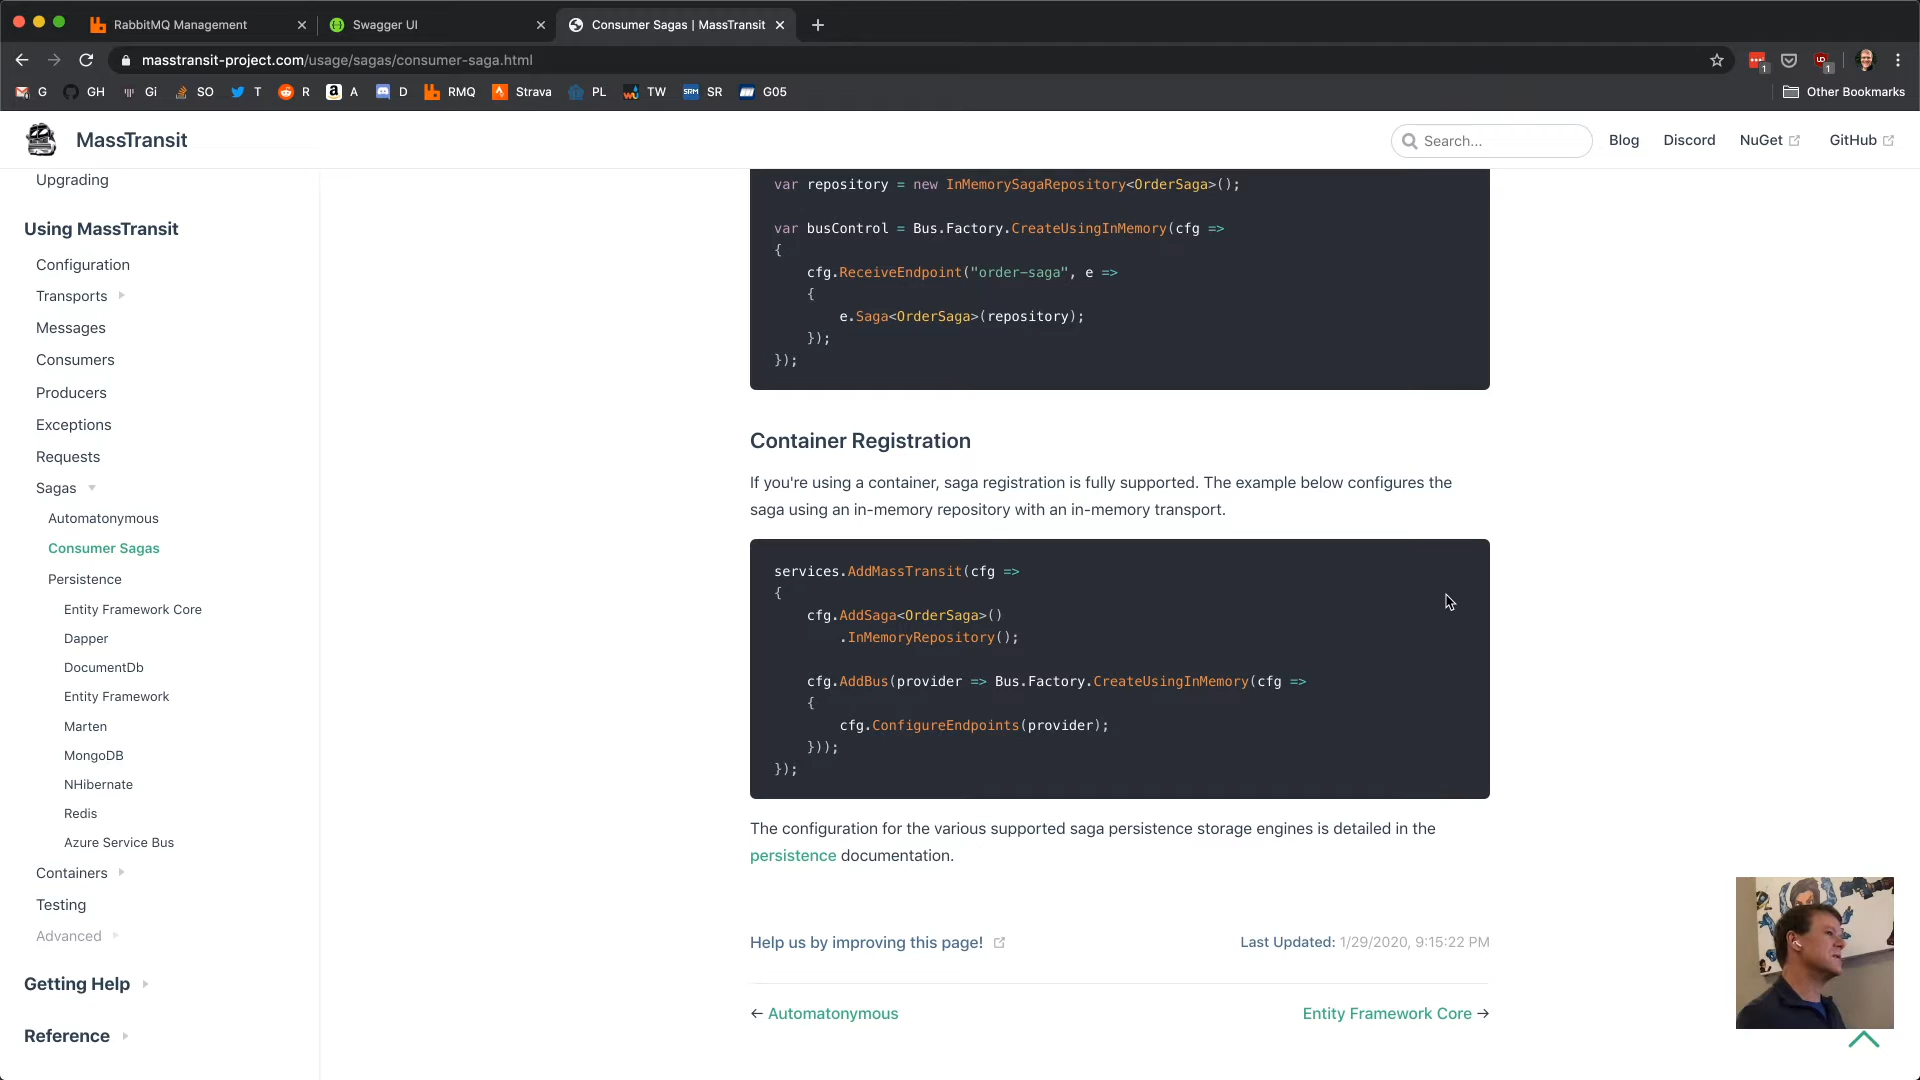 RabbitMQ Management
Swagger UI
Consumer Sagas | MassTransit
masstransit-project.com/usage/sagas/consumer-saga.html
G
GH
Gi
SO
T
R
A
D
RMQ
Strava
PL
TW
SR
G05
Other Bookmarks
MassTransit
Search...
Blog
Discord
NuGet
GitHub
Upgrading
Using MassTransit
Configuration
Transports
Messages
Consumers
Producers
Exceptions
Requests
Sagas
Automatonymous
Consumer Sagas
Persistence
Entity Framework Core
Dapper
DocumentDb
Entity Framework
Marten
MongoDB
NHibernate
Redis
Azure Service Bus
Containers
Testing
Advanced
Getting Help
Reference
var repository = new InMemorySagaRepository<OrderSaga>();
var busControl = Bus.Factory.CreateUsingInMemory(cfg =>
{
cfg.ReceiveEndpoint("order-saga", e =>
{
e.Saga<OrderSaga>(repository);
});
});
Container Registration
If you're using a container, saga registration is fully supported. The example below configures the
saga using an in-memory repository with an in-memory transport.
services.AddMassTransit(cfg =>
{
cfg.AddSaga<OrderSaga>()
.InMemoryRepository();
cfg.AddBus(provider => Bus.Factory.CreateUsingInMemory(cfg =>
{
cfg.ConfigureEndpoints(provider);
}));
});
The configuration for the various supported saga persistence storage engines is detailed in the
persistence documentation.
Help us by improving this page!
Last Updated: 1/29/2020, 9:15:22 PM
← Automatonymous
Entity Framework Core →